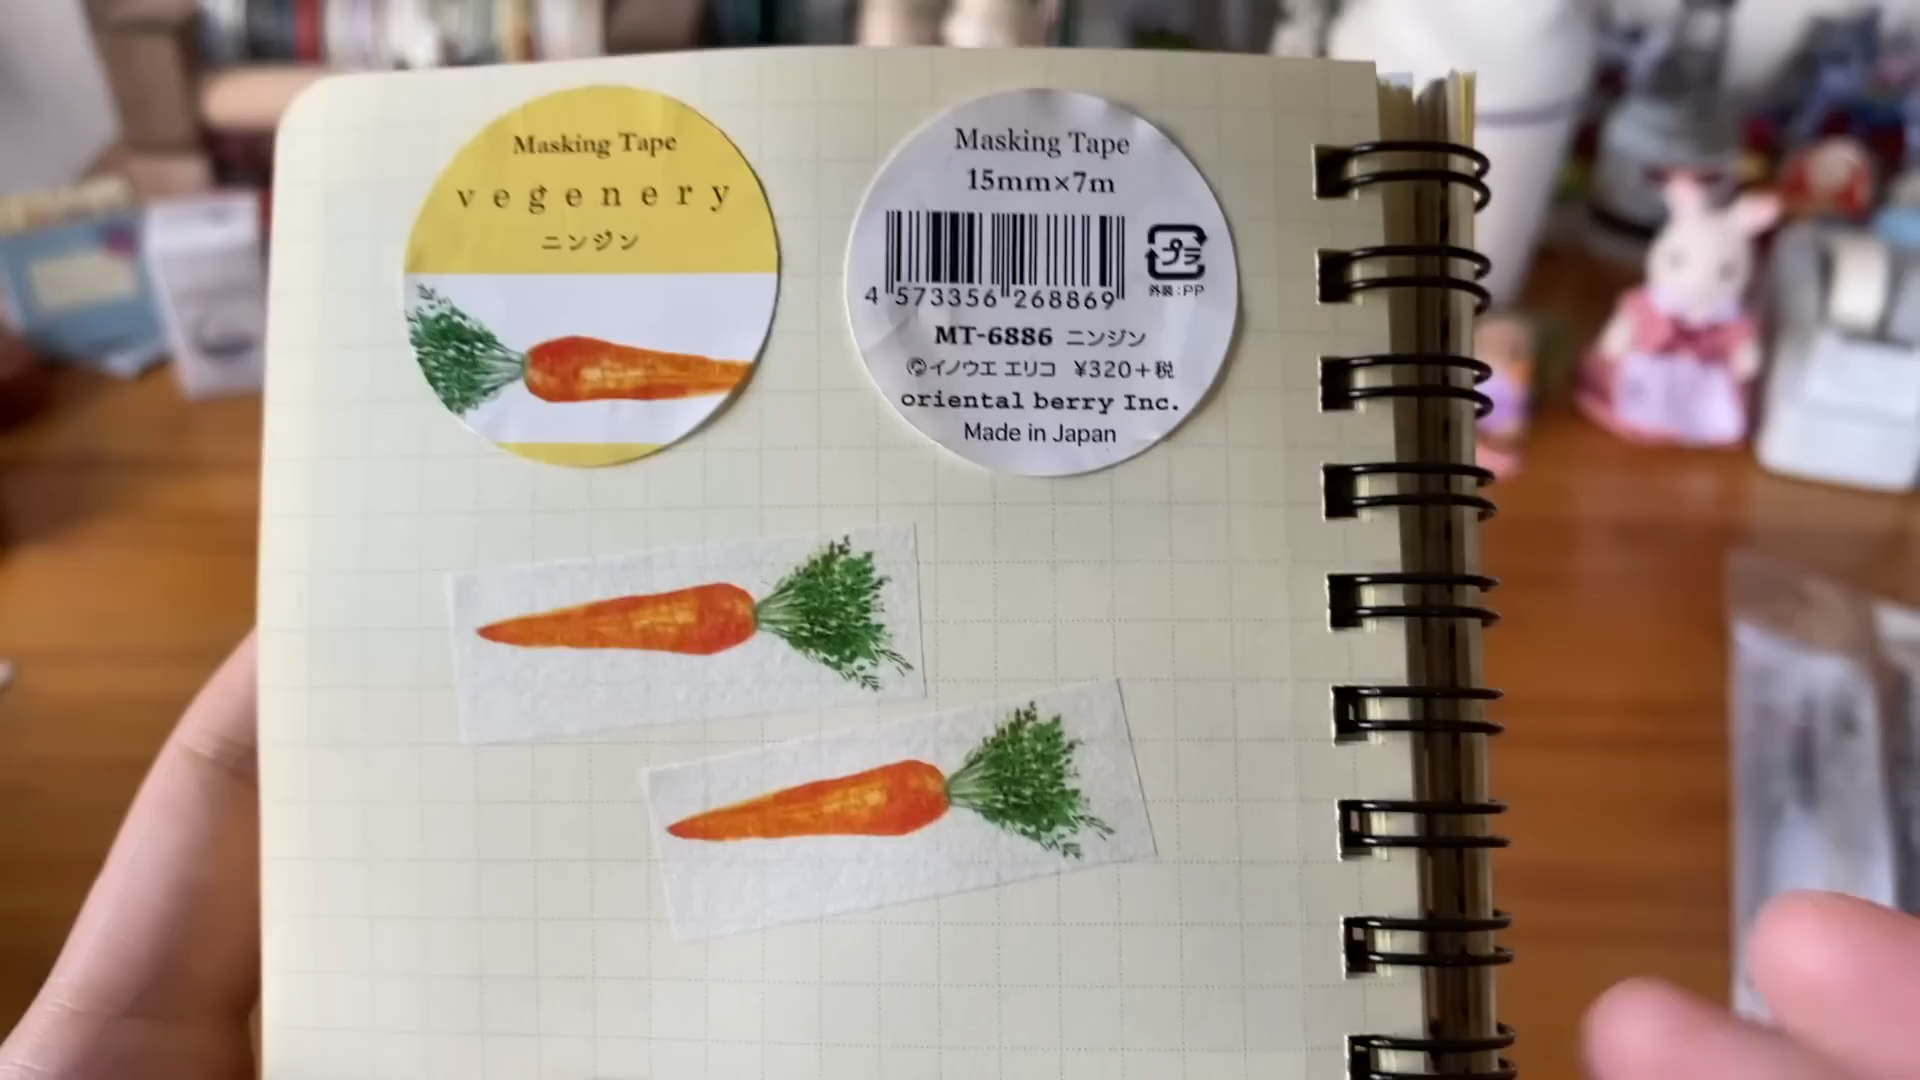 Masking Tape
vegenery
ニンジン
Masking Tape
15mm×7m
プラ
外装:PP
4 573356 268869
MT-6886 ニンジン
©イノウエ エリコ ¥320+税
oriental berry Inc.
Made in Japan